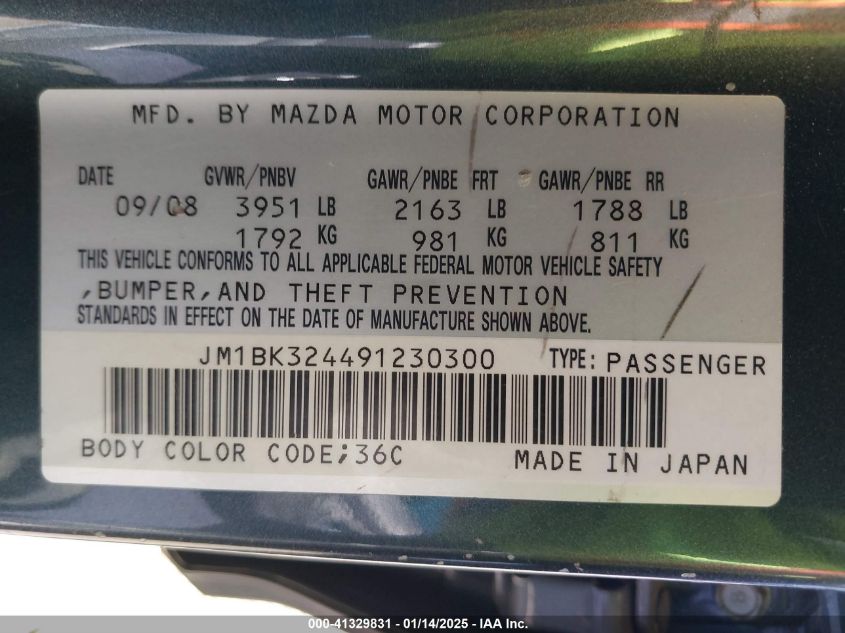 MFD. BY MAZDA MOTOR CORPORATION
DATE GVWR/PNBV GAWR/PNBE FRT GAWR/PNBE RR
09/08 3951 LB 2163 LB 1788 LB
1792 KG 981 KG 811 KG
THIS VEHICLE CONFORMS TO ALL APPLICABLE FEDERAL MOTOR VEHICLE SAFETY
,BUMPER,AND THEFT PREVENTION
STANDARDS IN EFFECT ON THE DATE OF MANUFACTURE SHOWN ABOVE.
JM1BK324491230300 TYPE: PASSENGER
BODY COLOR CODE;36C MADE IN JAPAN
000-41329831 - 01/14/2025 - IAA Inc.